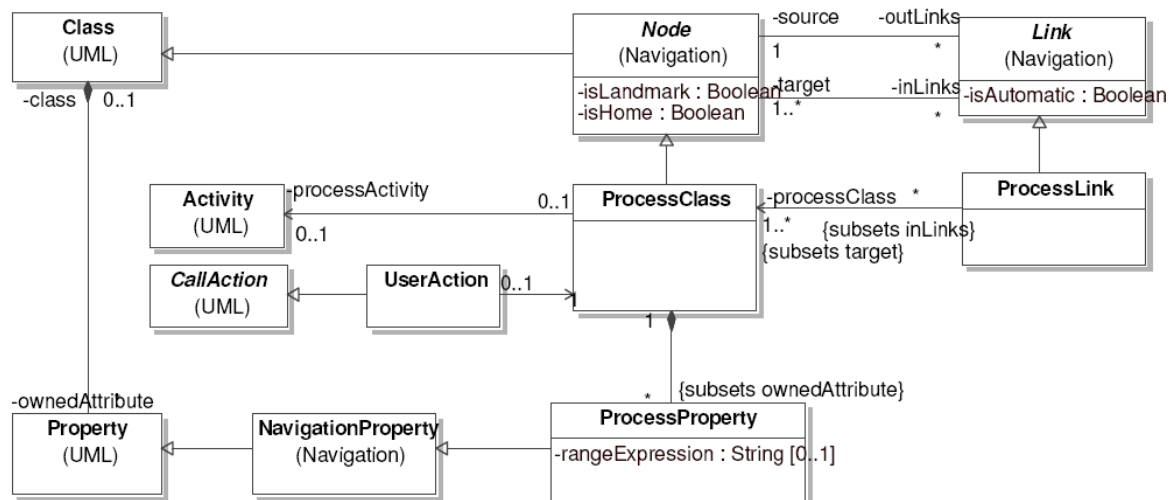 Class
(UML)
-class
0..1
Node
(Navigation)
-isLandmark : Boolean
-isHome : Boolean
-source
-outLinks
1
*
-target
-inLinks
1..*
*
Link
(Navigation)
-isAutomatic : Boolean
Activity
(UML)
-processActivity
0..1
0..1
ProcessClass
-processClass
*
1..*
{subsets inLinks}
{subsets target}
ProcessLink
CallAction
(UML)
UserAction
0..1
1
1
*
{subsets ownedAttribute}
-ownedAttribute
*
Property
(UML)
NavigationProperty
(Navigation)
ProcessProperty
-rangeExpression : String [0..1]